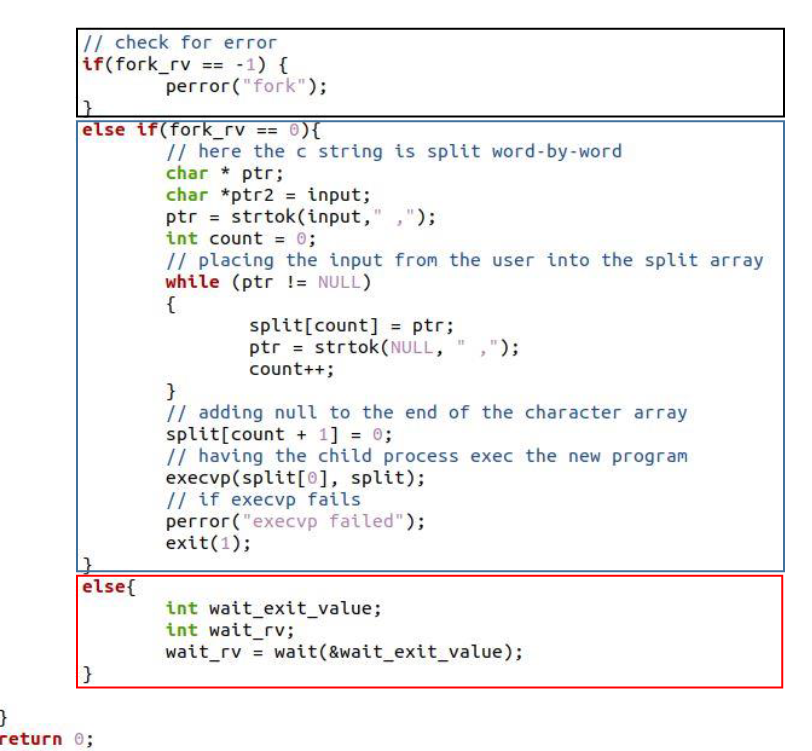 // check for error
if(fork_rv == -1) {
perror("fork");
}
else if(fork_rv == 0){
// here the c string is split word-by-word
char * ptr;
char *ptr2 = input;
ptr = strtok(input," ,");
int count = 0;
// placing the input from the user into the split array
while (ptr != NULL)
{
split[count] = ptr;
ptr = strtok(NULL, " ,");
count++;
}
// adding null to the end of the character array
split[count + 1] = 0;
// having the child process exec the new program
execvp(split[0], split);
// if execvp fails
perror("execvp failed");
exit(1);
}
else{
int wait_exit_value;
int wait_rv;
wait_rv = wait(&wait_exit_value);
}
}
return 0;